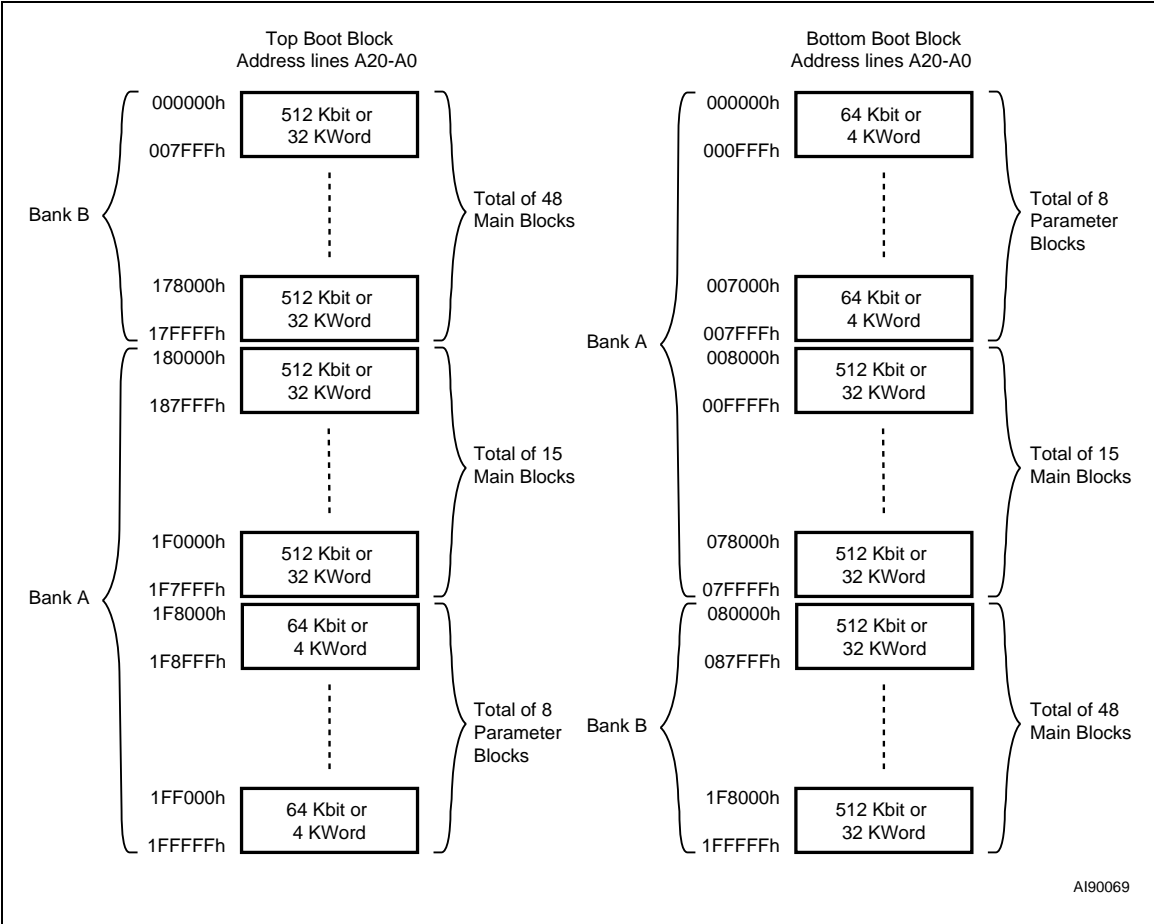 Top Boot Block
Address lines A20-A0
000000h
512 Kbit or
32 KWord
007FFFh
Total of 48
Main Blocks
Bank B
178000h
512 Kbit or
32 KWord
17FFFFh
180000h
512 Kbit or
32 KWord
187FFFh
Total of 15
Main Blocks
1F0000h
512 Kbit or
32 KWord
1F7FFFh
Bank A
1F8000h
64 Kbit or
4 KWord
1F8FFFh
Total of 8
Parameter
Blocks
1FF000h
64 Kbit or
4 KWord
1FFFFFh
Bottom Boot Block
Address lines A20-A0
000000h
64 Kbit or
4 KWord
000FFFh
Total of 8
Parameter
Blocks
007000h
64 Kbit or
4 KWord
007FFFh
Bank A
008000h
512 Kbit or
32 KWord
00FFFFh
Total of 15
Main Blocks
078000h
512 Kbit or
32 KWord
07FFFFh
080000h
512 Kbit or
32 KWord
087FFFh
Bank B
Total of 48
Main Blocks
1F8000h
512 Kbit or
32 KWord
1FFFFFh
AI90069